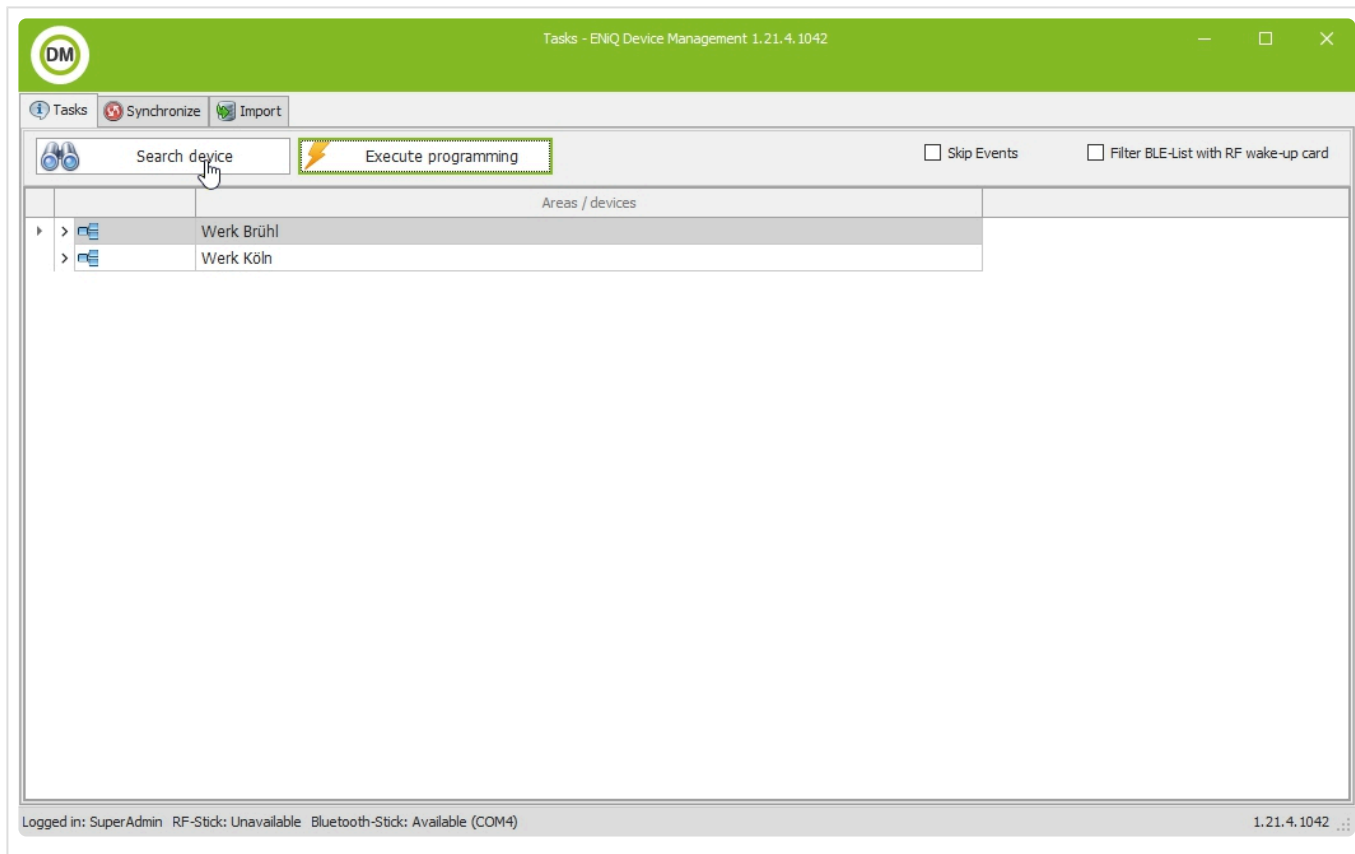 DM
Tasks - ENiQ Device Management 1.21.4.1042
Tasks Synchronize Import
Search device Execute programming Skip Events Filter BLE-List with RF wake-up card
Areas / devices
Werk Brühl
Werk Köln
Logged in: SuperAdmin RF-Stick: Unavailable Bluetooth-Stick: Available (COM4) 1.21.4.1042